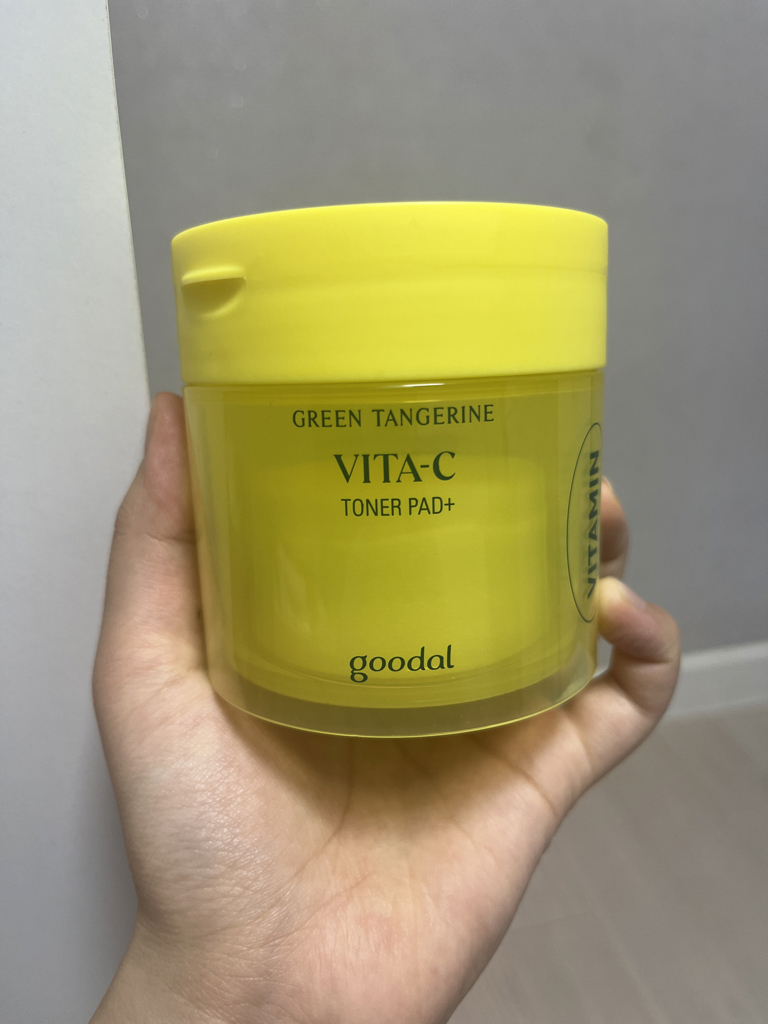 GREEN TANGERINE
VITA-C
TONER PAD+
goodal
VITAMIN